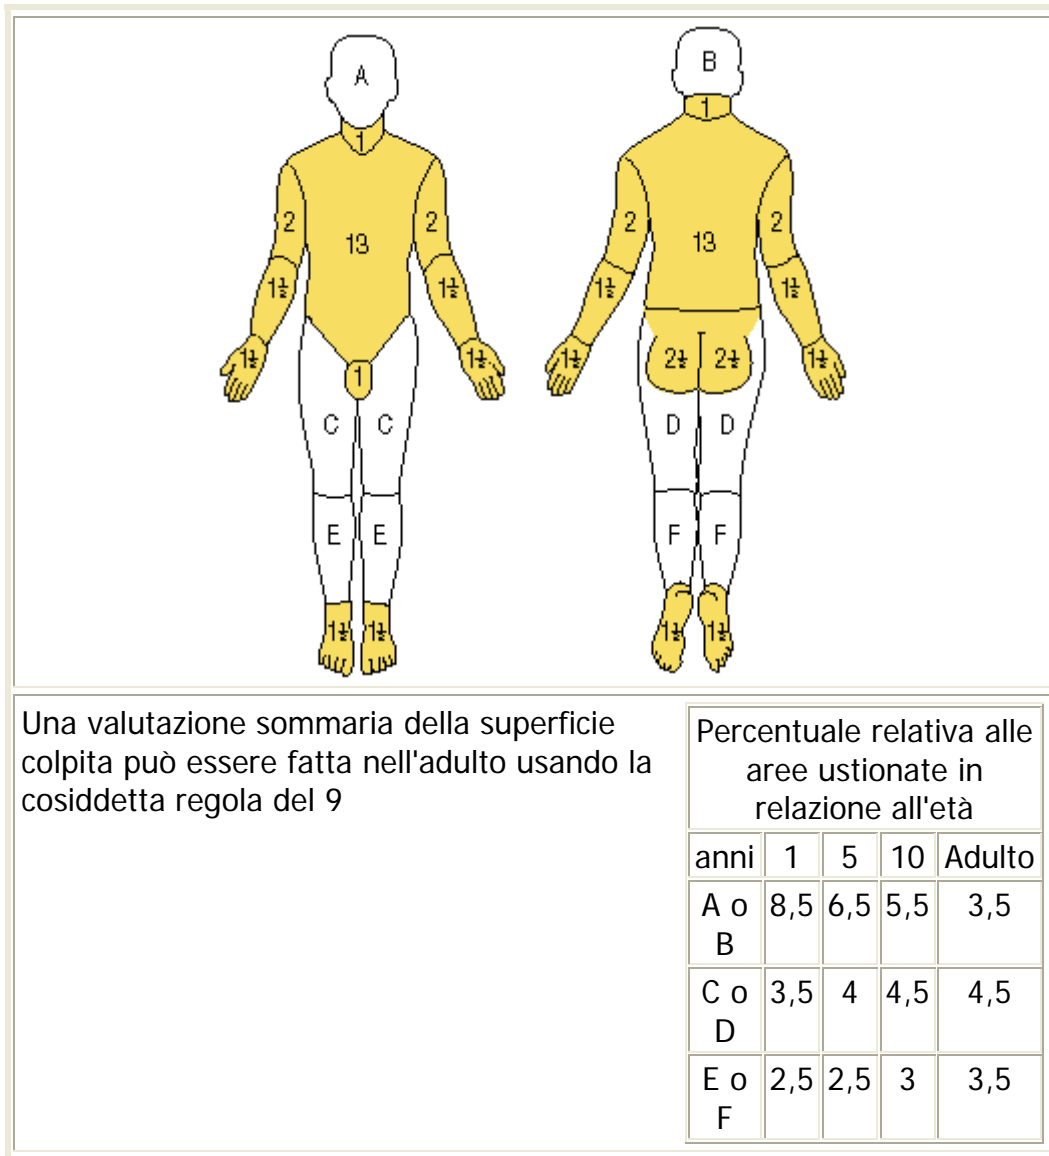 A B
1 1
2 2 2 2
13 13
1½ 1½ 1½ 1½
1½ 1½ 1½ 1½
1 2½ 2½
C C D D
E E F F
1½ 1½ 1½ 1½
Una valutazione sommaria della superficie
colpita può essere fatta nell'adulto usando la
cosiddetta regola del 9
Percentuale relativa alle
aree ustionate in
relazione all'età
anni 1 5 10 Adulto
A o 8,5 6,5 5,5 3,5
B
C o 3,5 4 4,5 4,5
D
E o 2,5 2,5 3 3,5
F